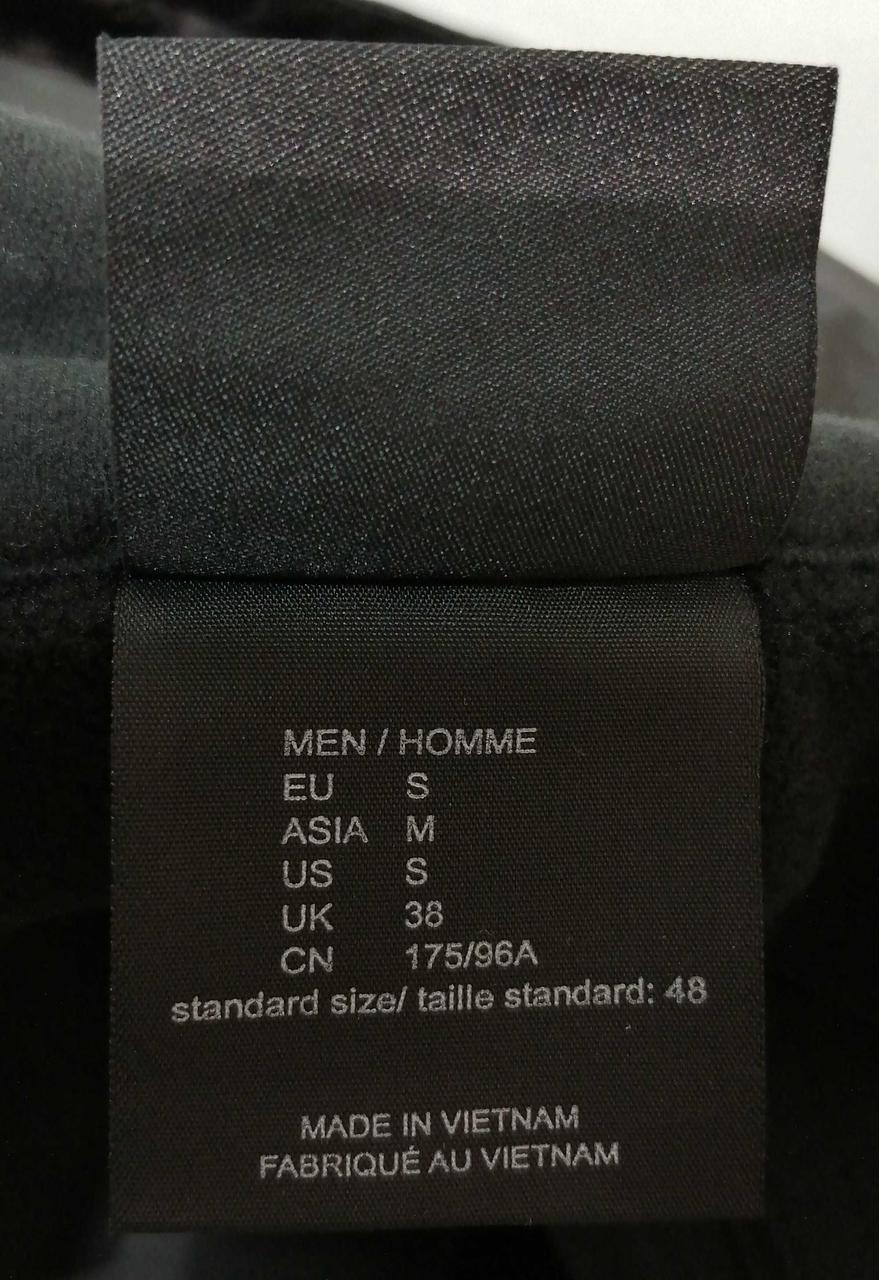 MEN / HOMME
EU S
ASIA M
US S
UK 38
CN 175/96A
standard size/ taille standard: 48
MADE IN VIETNAM
FABRIQUÉ AU VIETNAM